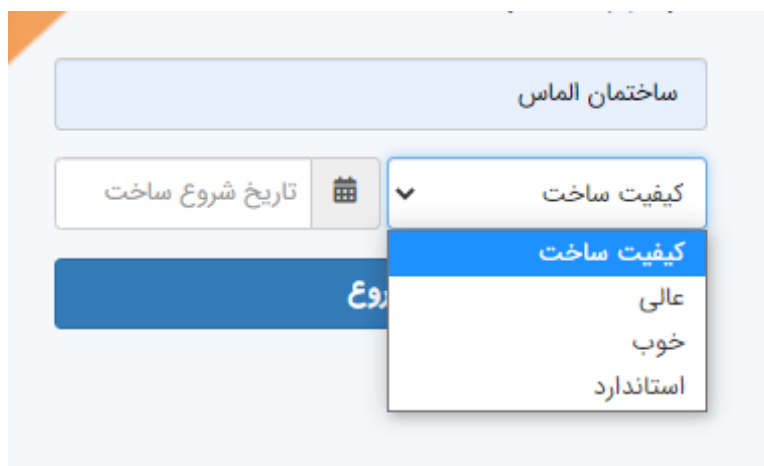 ساختمان الماس
کیفیت ساخت
تاریخ شروع ساخت
کیفیت ساخت
عالی
خوب
استاندارد